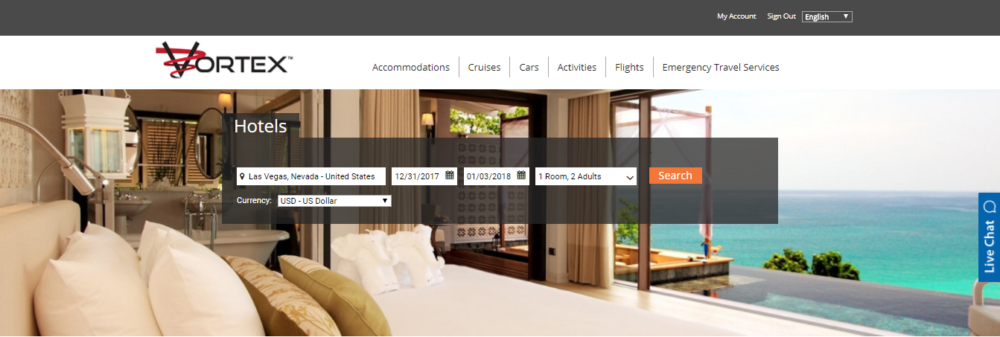 My Account Sign Out English
VORTEX™
Accommodations Cruises Cars Activities Flights Emergency Travel Services
Hotels
Las Vegas, Nevada - United States 12/31/2017 01/03/2018 1 Room, 2 Adults Search
Currency: USD - US Dollar
Live Chat